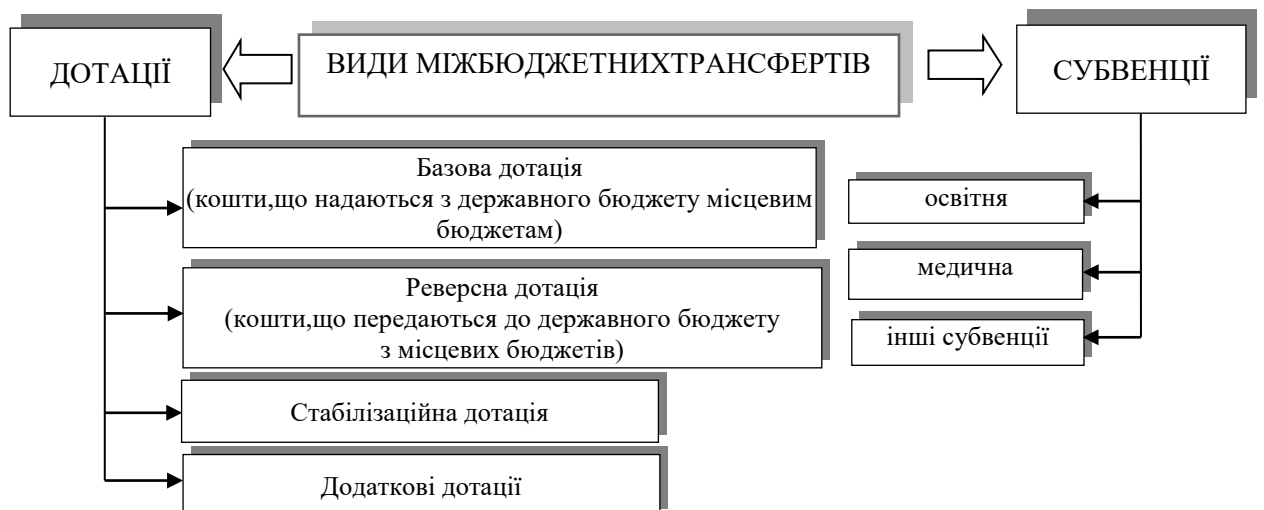 ДОТАЦІЇ
ВИДИ МІЖБЮДЖЕТНИХТРАНСФЕРТІВ
СУБВЕНЦІЇ
Базова дотація
(кошти,що надаються з державного бюджету місцевим
бюджетам)
Реверсна дотація
(кошти,що передаються до державного бюджету
з місцевих бюджетів)
Стабілізаційна дотація
Додаткові дотації
освітня
медична
інші субвенції